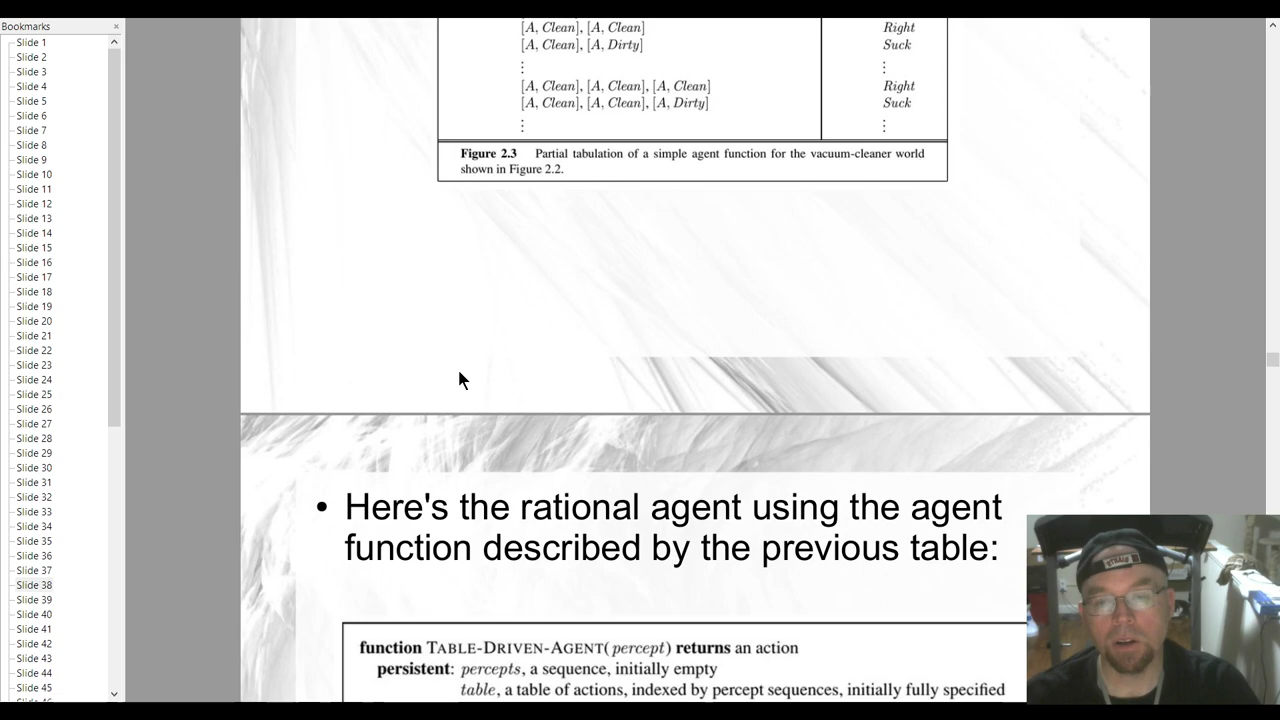 Bookmarks
Slide 1
Slide 2
Slide 3
Slide 4
Slide 5
Slide 6
Slide 7
Slide 8
Slide 9
Slide 10
Slide 11
Slide 12
Slide 13
Slide 14
Slide 15
Slide 16
Slide 17
Slide 18
Slide 19
Slide 20
Slide 21
Slide 22
Slide 23
Slide 24
Slide 25
Slide 26
Slide 27
Slide 28
Slide 29
Slide 30
Slide 31
Slide 32
Slide 33
Slide 34
Slide 35
Slide 36
Slide 37
Slide 38
Slide 39
Slide 40
Slide 41
Slide 42
Slide 43
Slide 44
Slide 45
[A, Clean], [A, Clean] Right
[A, Clean], [A, Dirty] Suck
⋮ ⋮
[A, Clean], [A, Clean], [A, Clean] Right
[A, Clean], [A, Clean], [A, Dirty] Suck
⋮ ⋮
Figure 2.3 Partial tabulation of a simple agent function for the vacuum-cleaner world
shown in Figure 2.2.
• Here's the rational agent using the agent
function described by the previous table:
function TABLE-DRIVEN-AGENT(percept) returns an action
persistent: percepts, a sequence, initially empty
table, a table of actions, indexed by percept sequences, initially fully specified